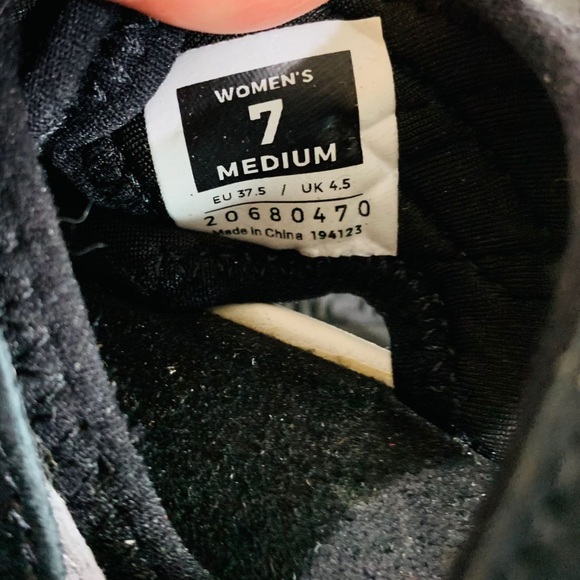 WOMEN'S
7
MEDIUM
EU 37.5 / UK 4.5
20680470
Made in China 194123